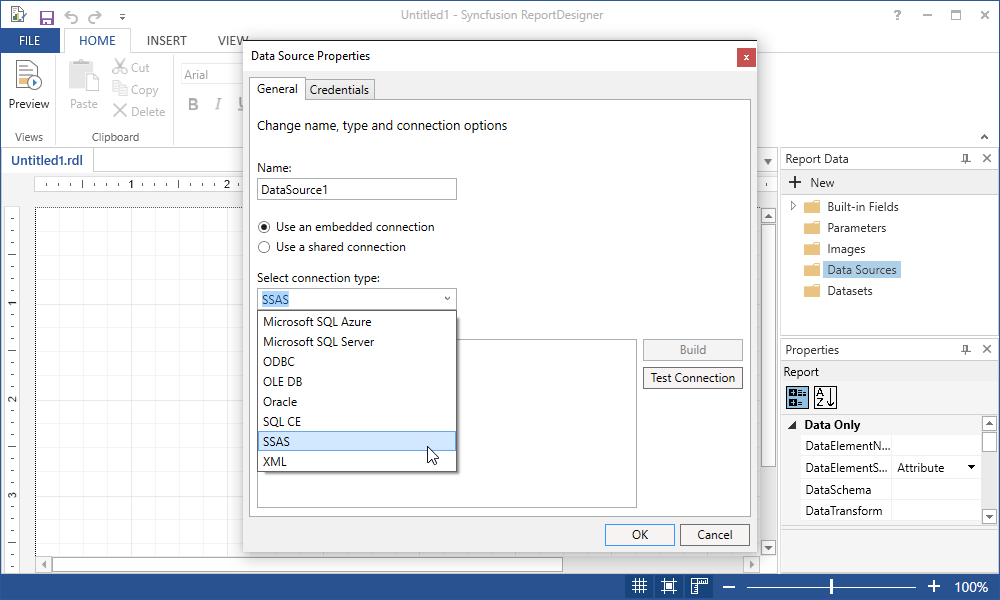 Untitled1 - Syncfusion ReportDesigner
?
FILE
HOME
INSERT
VIEW
Preview
Views
Paste
Cut
Copy
Delete
Clipboard
Arial
B I U
Untitled1.rdl
1 2
1
2
3
Data Source Properties
x
General
Credentials
Change name, type and connection options
Name:
DataSource1
Use an embedded connection
Use a shared connection
Select connection type:
SSAS
Microsoft SQL Azure
Microsoft SQL Server
ODBC
OLE DB
Oracle
SQL CE
SSAS
XML
Build
Test Connection
OK
Cancel
Report Data
New
Built-in Fields
Parameters
Images
Data Sources
Datasets
Properties
Report
A
Z
Data Only
DataElementN...
DataElementS... Attribute
DataSchema
DataTransform
100%